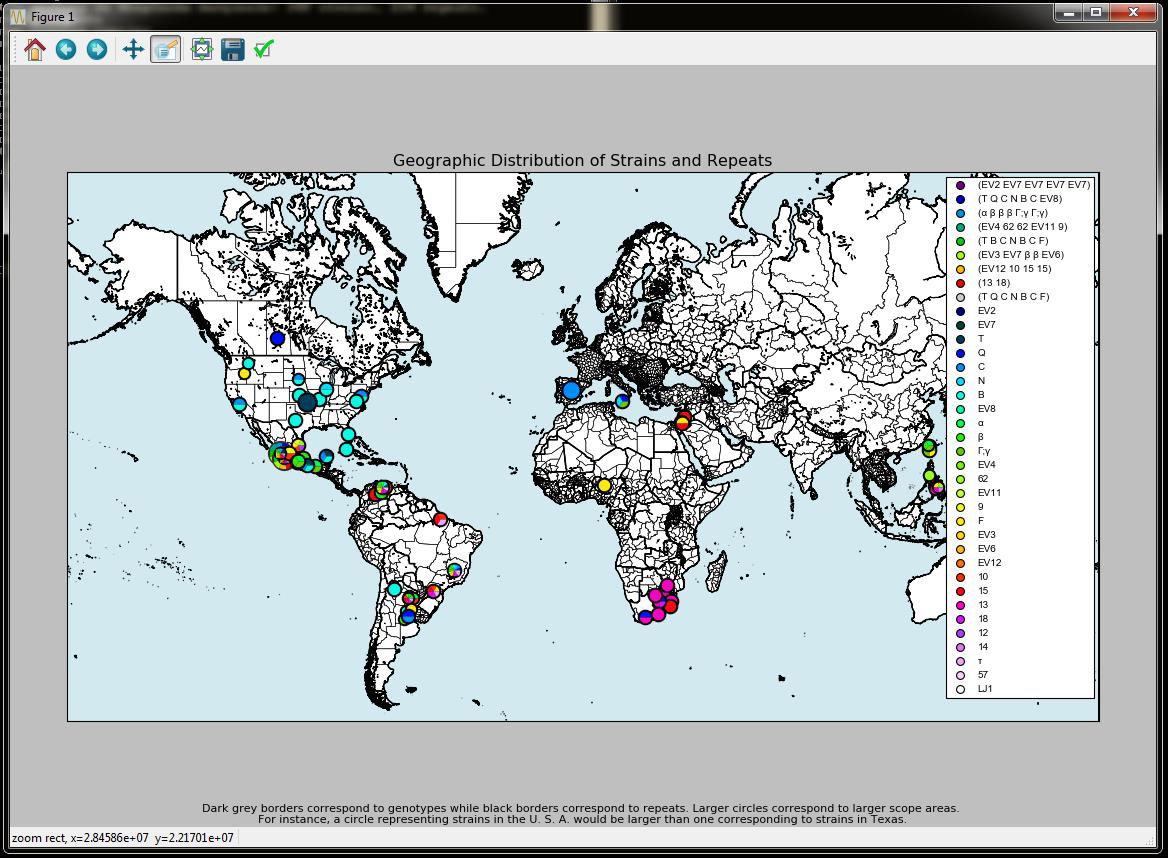 Figure 1
Geographic Distribution of Strains and Repeats
(EV2 EV7 EV7 EV7 EV7)
(T Q C N B C EV8)
(α β β β Γ;γ Γ;γ)
(EV4 62 62 EV11 9)
(T B C N B C F)
(EV3 EV7 β β EV6)
(EV12 10 15 15)
(13 18)
(T Q C N B C F)
EV2
EV7
T
Q
C
N
B
EV8
α
β
Γ;γ
EV4
62
EV11
9
F
EV3
EV6
EV12
10
15
13
18
12
14
τ
57
LJ1
Dark grey borders correspond to genotypes while black borders correspond to repeats. Larger circles correspond to larger scope areas.
For instance, a circle representing strains in the U. S. A. would be larger than one corresponding to strains in Texas.
zoom rect, x=2.84586e+07 y=2.21701e+07